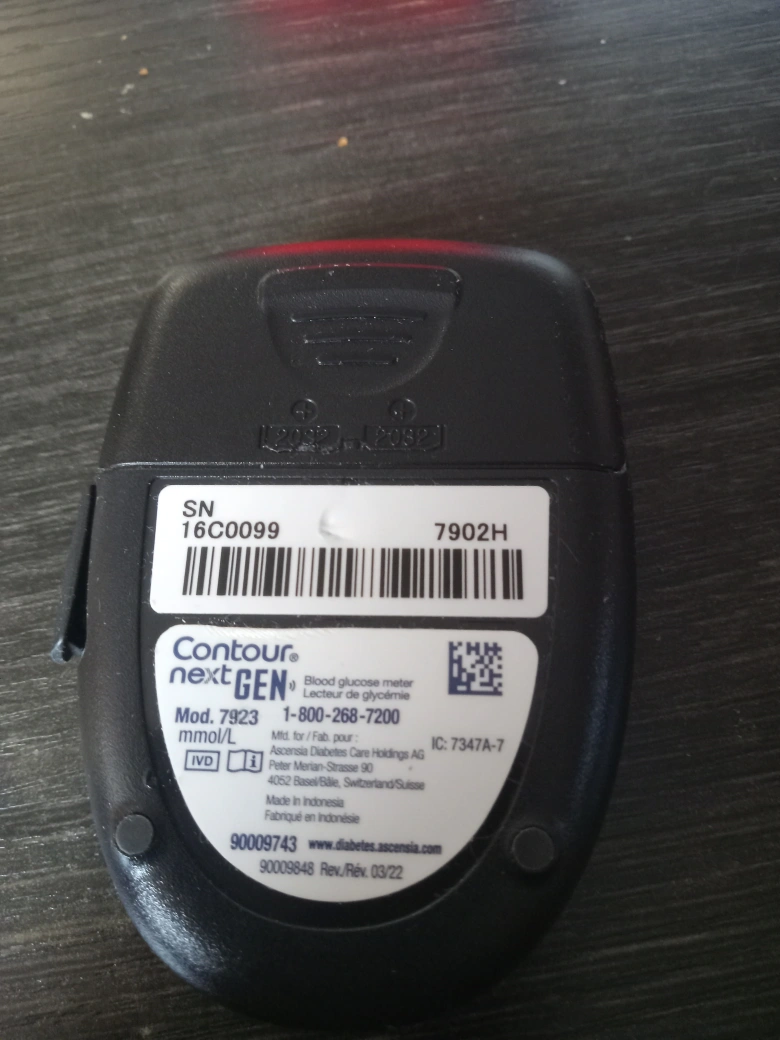 2032 2032
SN
16C0099 7902H
Contour®
next GEN
Blood glucose meter
Lecteur de glycémie
Mod. 7923 1-800-268-7200
mmol/L
Mfd. for / Fab. pour :
Ascensia Diabetes Care Holdings AG
Peter Merian-Strasse 90
4052 Basel/Bâle, Switzerland/Suisse
IC: 7347A-7
IVD i
Made In Indonesia
Fabriqué en Indonésie
90009743 www.diabetes.ascensia.com
90009848 Rev./Rév. 03/22